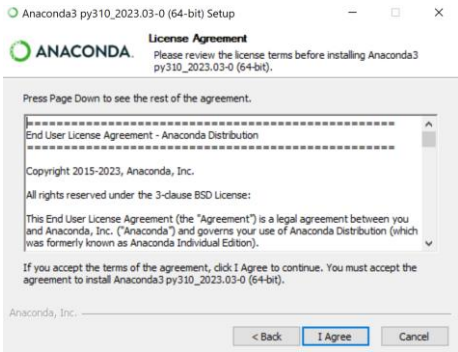 Anaconda3 py310_2023.03-0 (64-bit) Setup
ANACONDA.
License Agreement
Please review the license terms before installing Anaconda3
py310_2023.03-0 (64-bit).
Press Page Down to see the rest of the agreement.
================================================
End User License Agreement - Anaconda Distribution
================================================
Copyright 2015-2023, Anaconda, Inc.
All rights reserved under the 3-clause BSD License:
This End User License Agreement (the "Agreement") is a legal agreement between you
and Anaconda, Inc. ("Anaconda") and governs your use of Anaconda Distribution (which
was formerly known as Anaconda Individual Edition).
If you accept the terms of the agreement, click I Agree to continue. You must accept the
agreement to install Anaconda3 py310_2023.03-0 (64-bit).
Anaconda, Inc.
< Back I Agree Cancel